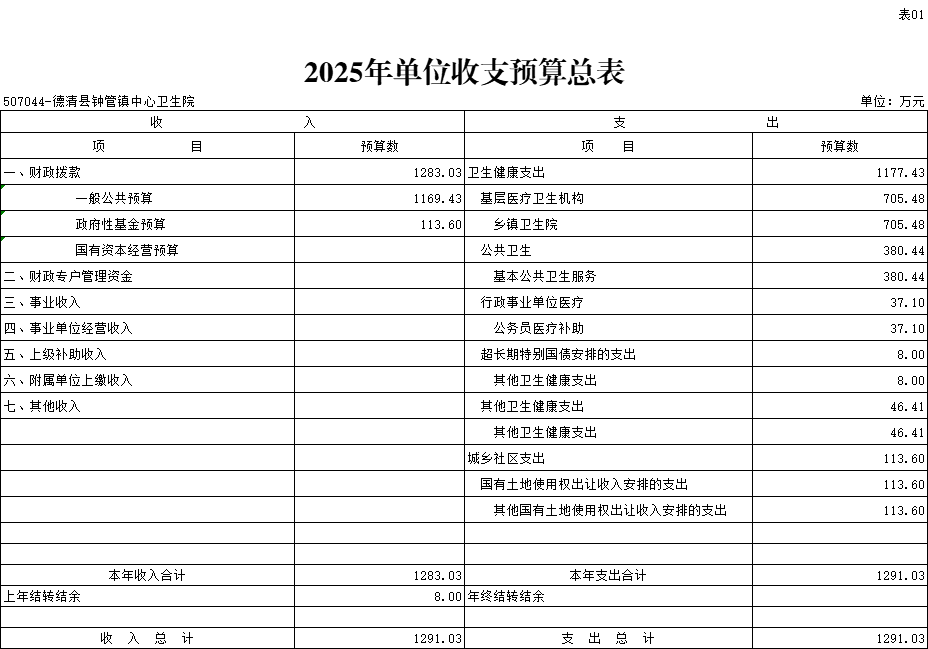 表01
2025年单位收支预算总表
507044-德清县钟管镇中心卫生院 单位：万元
收 入 支 出
项 目 预算数 项 目 预算数
一、财政拨款 1283.03 卫生健康支出 1177.43
一般公共预算 1169.43 基层医疗卫生机构 705.48
政府性基金预算 113.60 乡镇卫生院 705.48
国有资本经营预算 公共卫生 380.44
二、财政专户管理资金 基本公共卫生服务 380.44
三、事业收入 行政事业单位医疗 37.10
四、事业单位经营收入 公务员医疗补助 37.10
五、上级补助收入 超长期特别国债安排的支出 8.00
六、附属单位上缴收入 其他卫生健康支出 8.00
七、其他收入 其他卫生健康支出 46.41
其他卫生健康支出 46.41
城乡社区支出 113.60
国有土地使用权出让收入安排的支出 113.60
其他国有土地使用权出让收入安排的支出 113.60
本年收入合计 1283.03 本年支出合计 1291.03
上年结转结余 8.00 年终结转结余
收 入 总 计 1291.03 支 出 总 计 1291.03